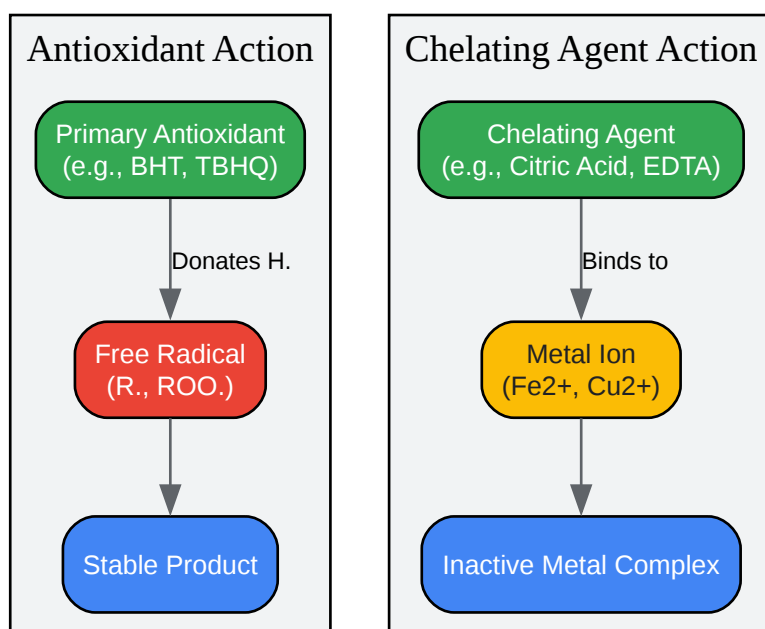 Antioxidant Action
Primary Antioxidant
(e.g., BHT, TBHQ)
Donates H.
Free Radical
(R., ROO.)
Stable Product
Chelating Agent Action
Chelating Agent
(e.g., Citric Acid, EDTA)
Binds to
Metal Ion
(Fe2+, Cu2+)
Inactive Metal Complex